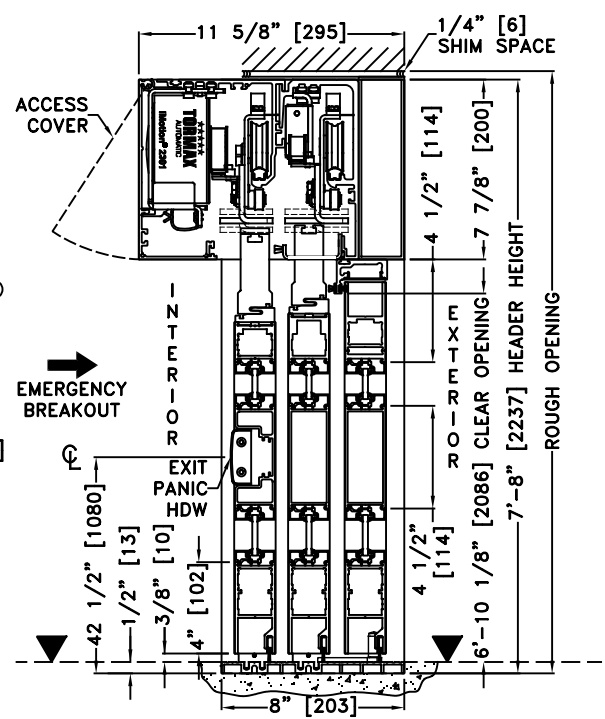 11 5/8" [295]
1/4" [6]
SHIM SPACE
ACCESS
COVER
★★★★★
TORMAX
AUTOMATIC
iMotion® 2301
4 1/2" [114]
7 7/8" [200]
INTERIOR
EXTERIOR
EMERGENCY
BREAKOUT
℄
EXIT
PANIC
HDW
42 1/2" [1080]
1/2" [13]
3/8" [10]
4" [102]
4 1/2"
[114]
6'-10 1/8" [2086] CLEAR OPENING
7'-8" [2237] HEADER HEIGHT
ROUGH OPENING
8" [203]